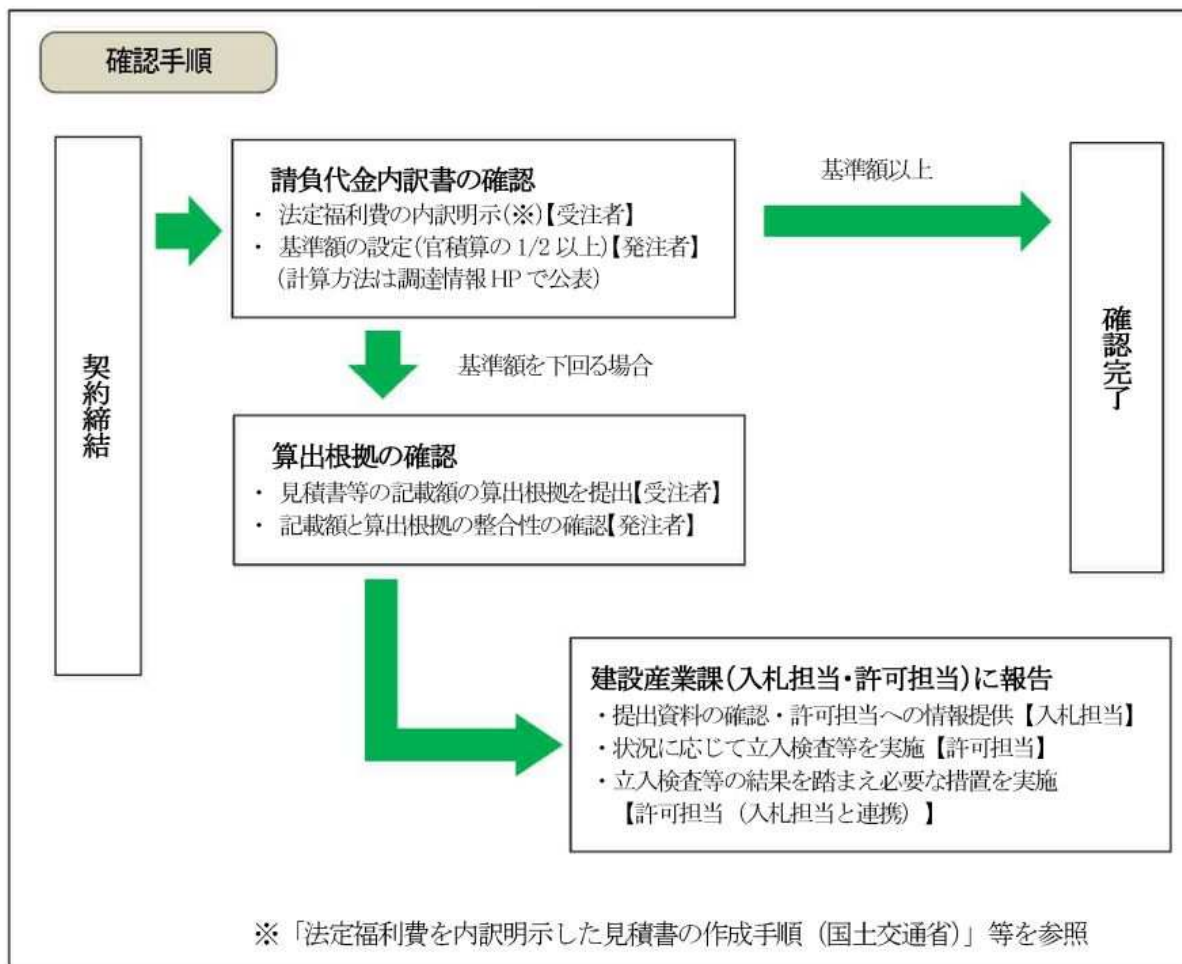 確認手順
契約締結
請負代金内訳書の確認
・ 法定福利費の内訳明示(※)【受注者】
・ 基準額の設定(官積算の 1/2 以上)【発注者】
(計算方法は調達情報 HP で公表)
基準額以上
確認完了
基準額を下回る場合
算出根拠の確認
・ 見積書等の記載額の算出根拠を提出【受注者】
・ 記載額と算出根拠の整合性の確認【発注者】
建設産業課(入札担当・許可担当)に報告
・提出資料の確認・許可担当への情報提供【入札担当】
・状況に応じて立入検査等を実施【許可担当】
・立入検査等の結果を踏まえ必要な措置を実施
【許可担当（入札担当と連携）】
※「法定福利費を内訳明示した見積書の作成手順（国土交通省）」等を参照